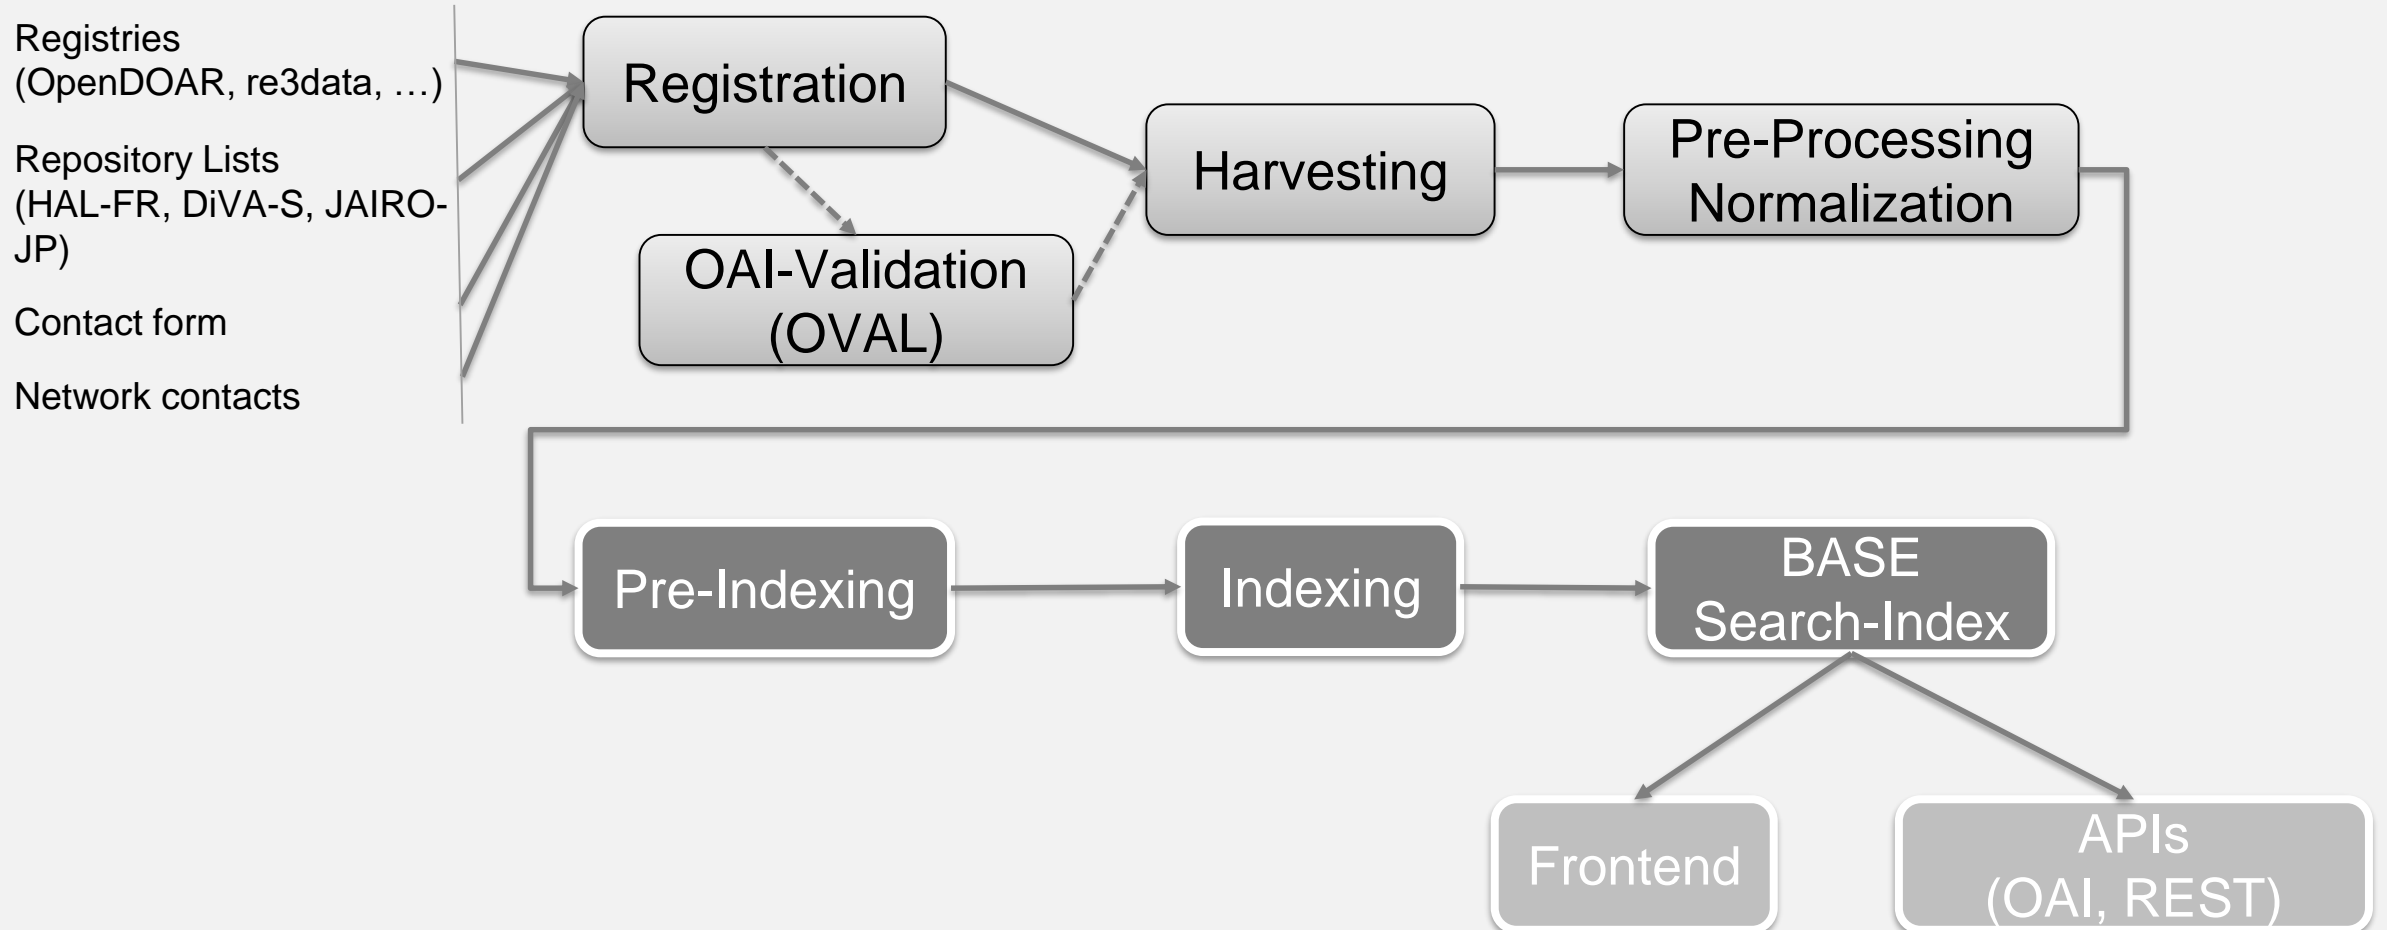 Registries
(OpenDOAR, re3data, …)
Repository Lists
(HAL-FR, DiVA-S, JAIRO-
JP)
Contact form
Network contacts
Registration
OAI-Validation
(OVAL)
Harvesting
Pre-Processing
Normalization
Pre-Indexing
Indexing
BASE
Search-Index
Frontend
APIs
(OAI, REST)